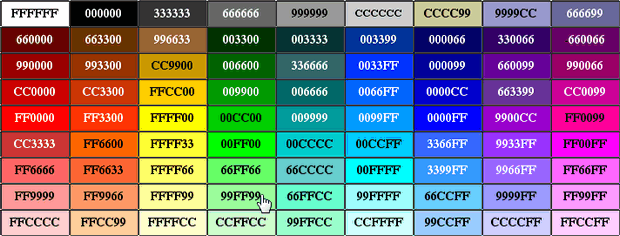 FFFFFF 000000 333333 666666 999999 CCCCCC CCCC99 9999CC 666699
660000 663300 996633 003300 003333 003399 000066 330066 660066
990000 993300 CC9900 006600 336666 0033FF 000099 660099 990066
CC0000 CC3300 FFCC00 009900 006666 0066FF 0000CC 663399 CC0099
FF0000 FF3300 FFFF00 00CC00 009999 0099FF 0000FF 9900CC FF0099
CC3333 FF6600 FFFF33 00FF00 00CCCC 00CCFF 3366FF 9933FF FF00FF
FF6666 FF6633 FFFF66 66FF66 66CCCC 00FFFF 3399FF 9966FF FF66FF
FF9999 FF9966 FFFF99 99FF99 66FFCC 99FFFF 66CCFF 9999FF FF99FF
FFCCCC FFCC99 FFFFCC CCFFCC 99FFCC CCFFFF 99CCFF CCCCFF FFCCFF